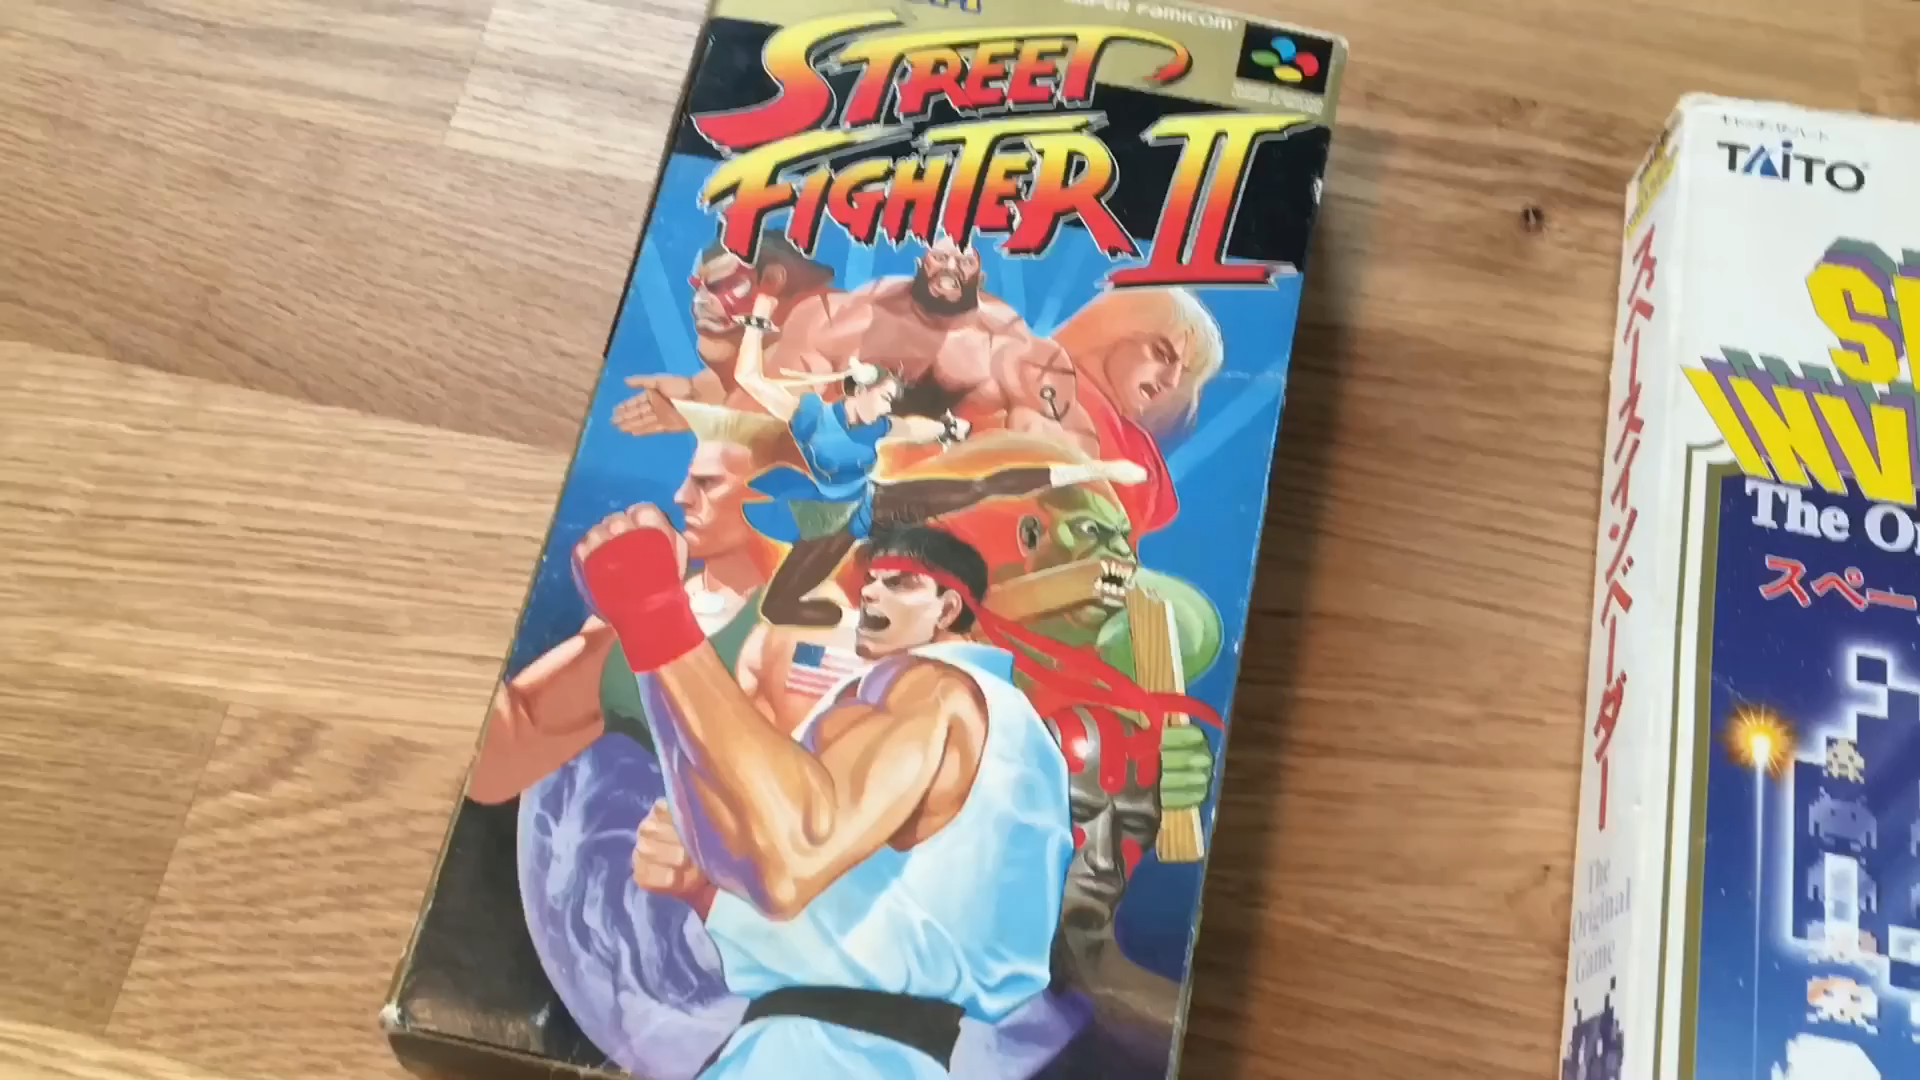 SUPER FAMICOM
STREET
FIGHTER II
TAITO
INV
The
スペー
スペースインベーダー
The
Original
Game